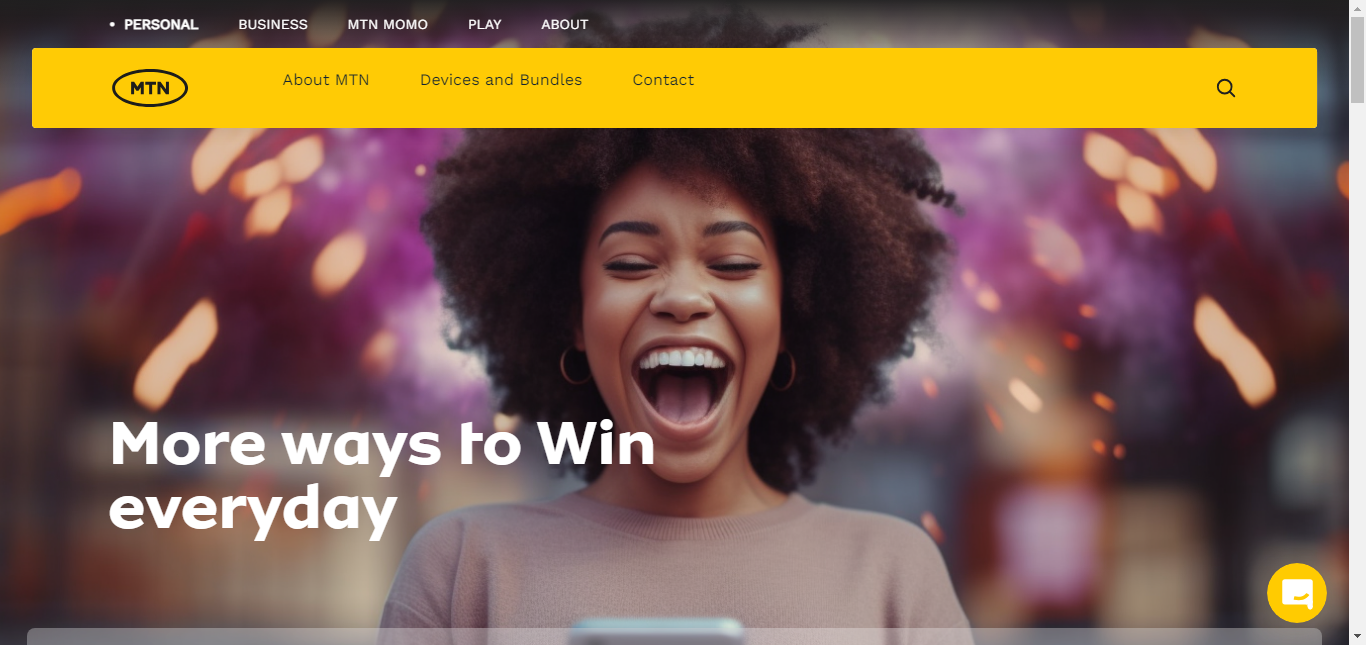 PERSONAL BUSINESS MTN MOMO PLAY ABOUT
MTN About MTN Devices and Bundles Contact
More ways to Win
everyday